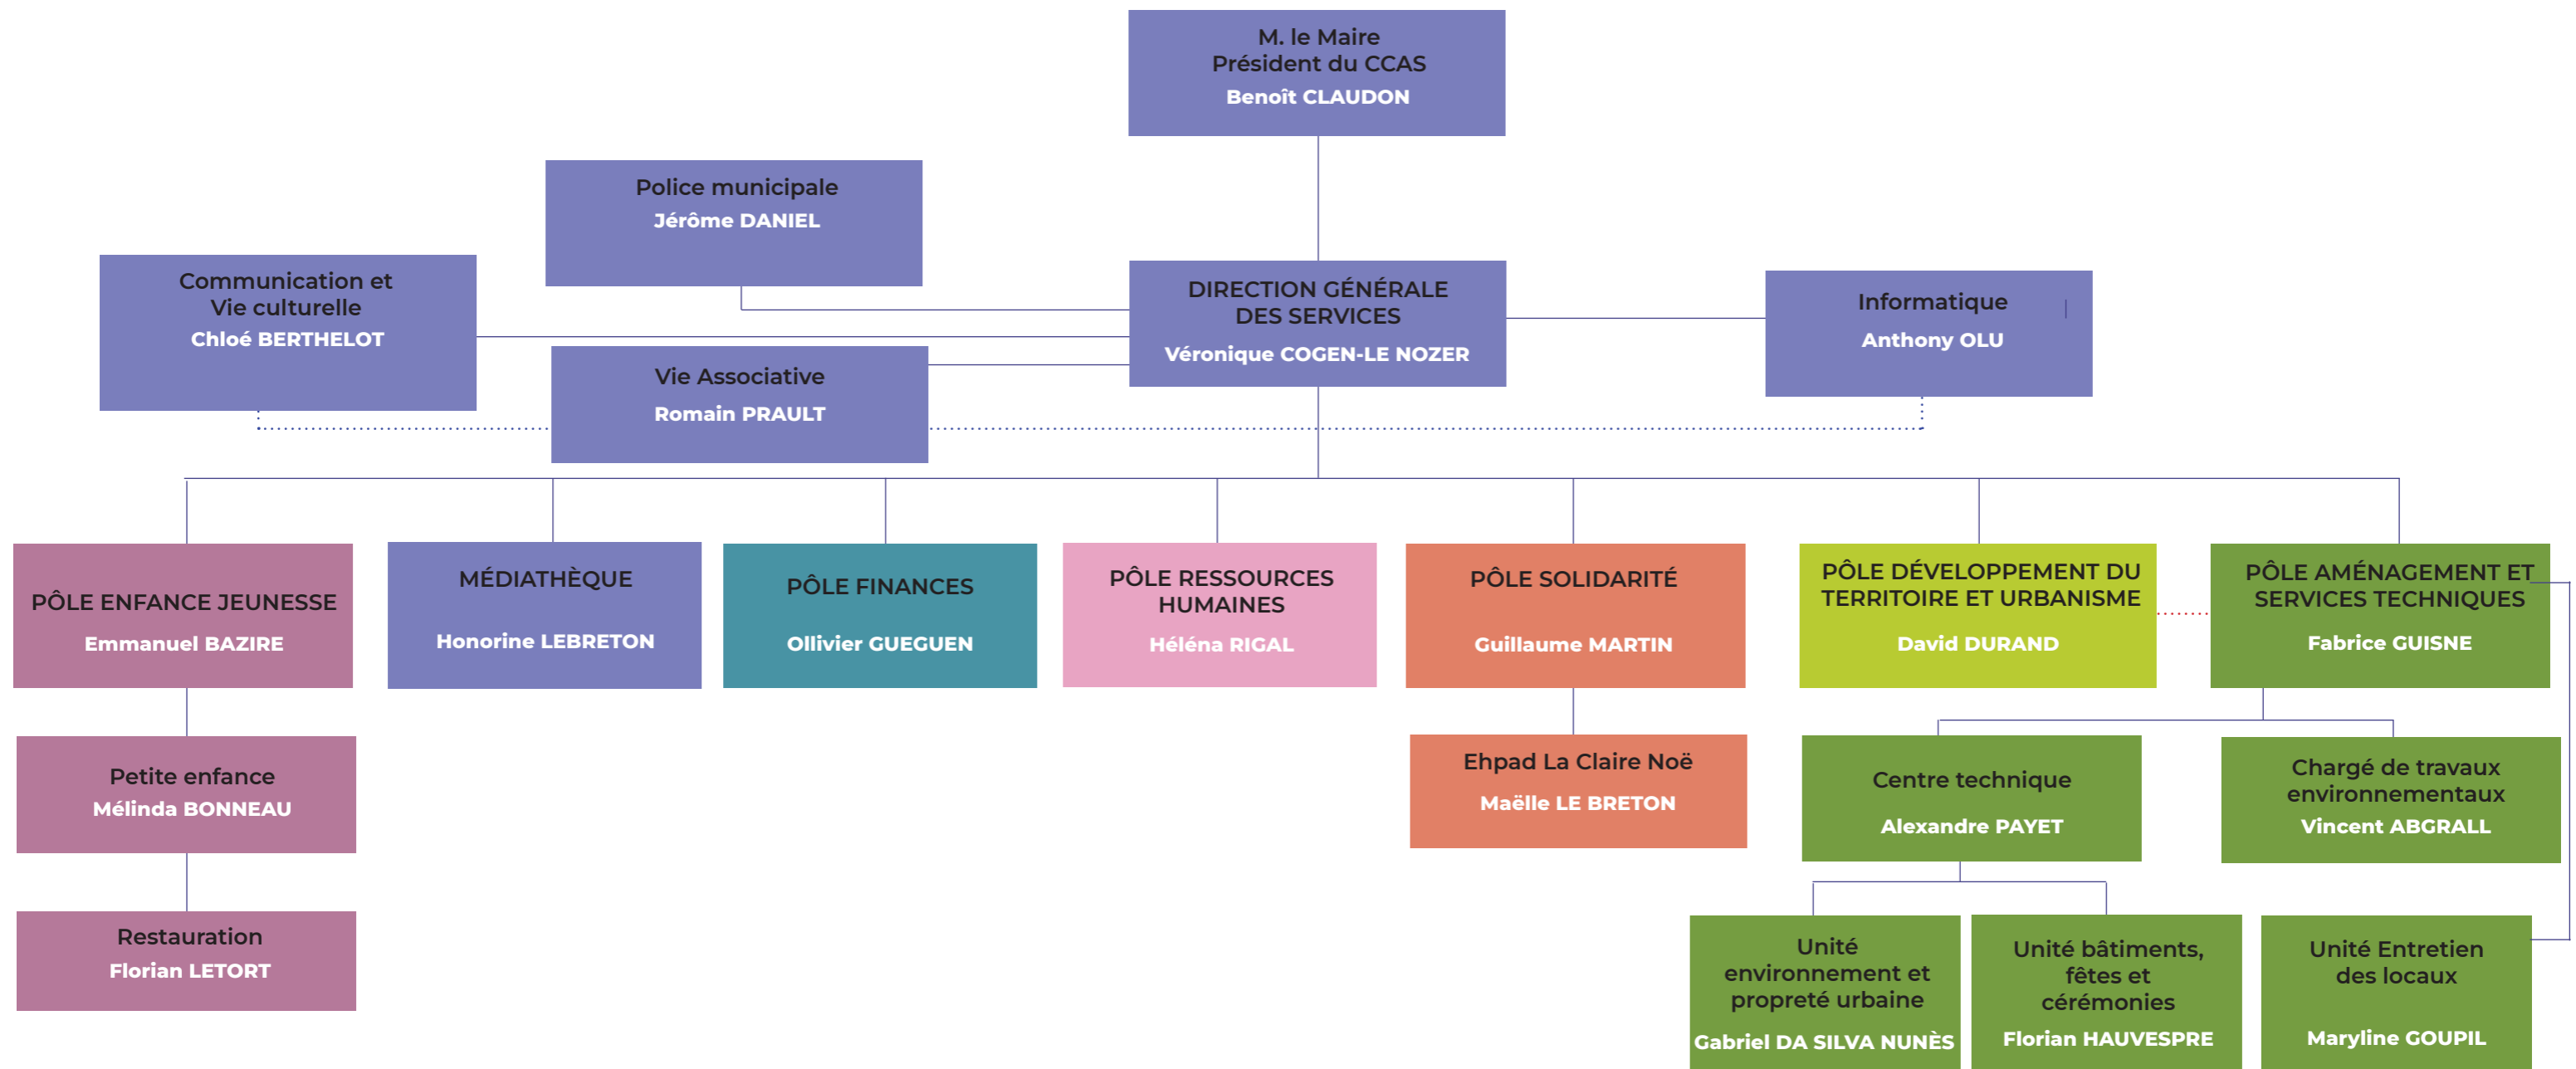 M. le Maire
Président du CCAS
Benoît CLAUDON
Police municipale
Jérôme DANIEL
Communication et
Vie culturelle
Chloé BERTHELOT
DIRECTION GÉNÉRALE
DES SERVICES
Véronique COGEN-LE NOZER
Informatique
Anthony OLU
Vie Associative
Romain PRAULT
PÔLE ENFANCE JEUNESSE
Emmanuel BAZIRE
MÉDIATHÈQUE
Honorine LEBRETON
PÔLE FINANCES
Ollivier GUEGUEN
PÔLE RESSOURCES
HUMAINES
Héléna RIGAL
PÔLE SOLIDARITÉ
Guillaume MARTIN
PÔLE DÉVELOPPEMENT DU
TERRITOIRE ET URBANISME
David DURAND
PÔLE AMÉNAGEMENT ET
SERVICES TECHNIQUES
Fabrice GUISNE
Petite enfance
Mélinda BONNEAU
Ehpad La Claire Noë
Maëlle LE BRETON
Centre technique
Alexandre PAYET
Chargé de travaux
environnementaux
Vincent ABGRALL
Restauration
Florian LETORT
Unité
environnement et
propreté urbaine
Gabriel DA SILVA NUNÈS
Unité bâtiments,
fêtes et
cérémonies
Florian HAUVESPRE
Unité Entretien
des locaux
Maryline GOUPIL